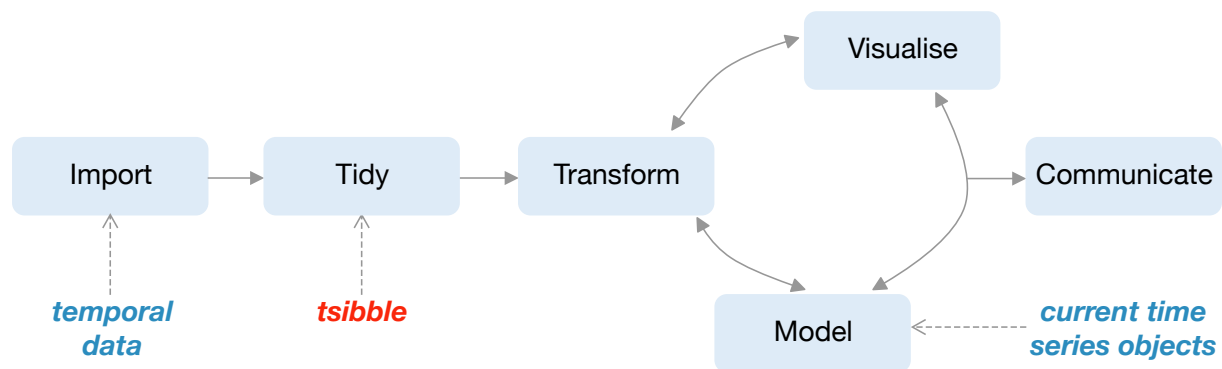 Visualise
Import
Tidy
Transform
Communicate
temporal
data
tsibble
Model
current time
series objects